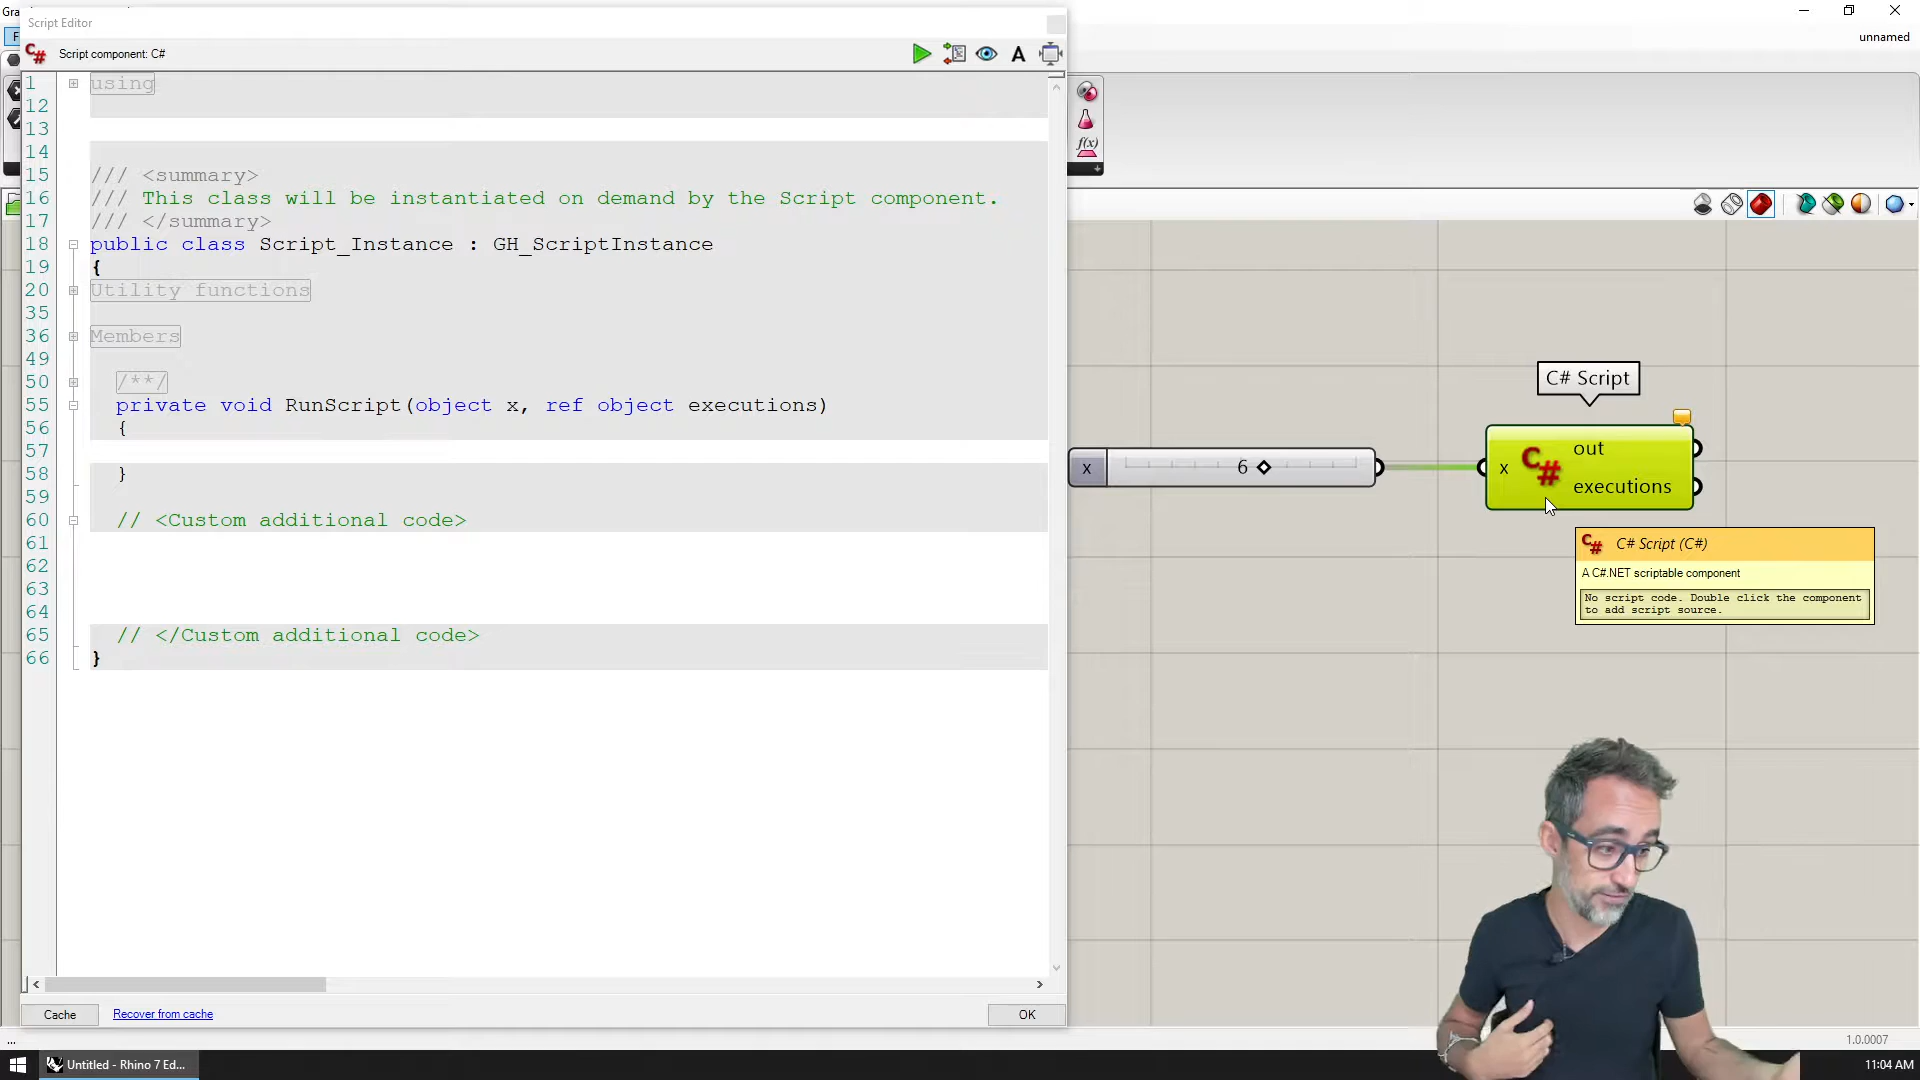 Gra
Script Editor
unnamed
F
C# Script component: C#
A
1 using
12
13
14
15 /// <summary>
16 /// This class will be instantiated on demand by the Script component.
17 /// </summary>
18 public class Script_Instance : GH_ScriptInstance
19 {
20 Utility functions
35
36 Members
49
50 /**/
55 private void RunScript(object x, ref object executions)
56 {
57
58 }
59
60 // <Custom additional code>
61
62
63
64
65 // </Custom additional code>
66 }
f(x)
C# Script
x 6
x C# out
executions
C# C# Script (C#)
A C#.NET scriptable component
No script code. Double click the component
to add script source.
Cache Recover from cache OK
...
1.0.0007
Untitled - Rhino 7 Ed...
11:04 AM